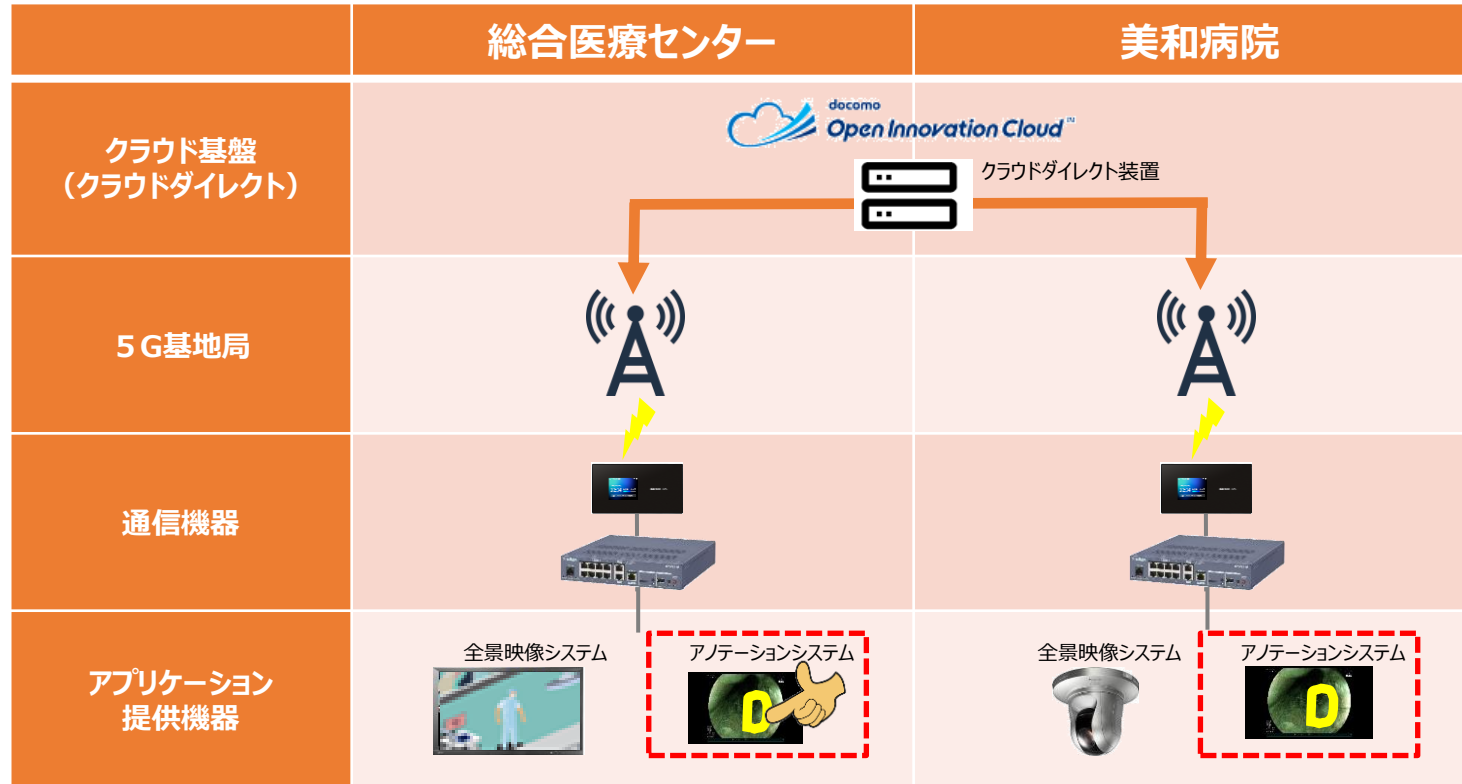 総合医療センター
美和病院
クラウド基盤
（クラウドダイレクト）
docomo
Open Innovation Cloud
クラウドダイレクト装置
５G基地局
通信機器
アプリケーション
提供機器
全景映像システム
アノテーションシステム
全景映像システム
アノテーションシステム